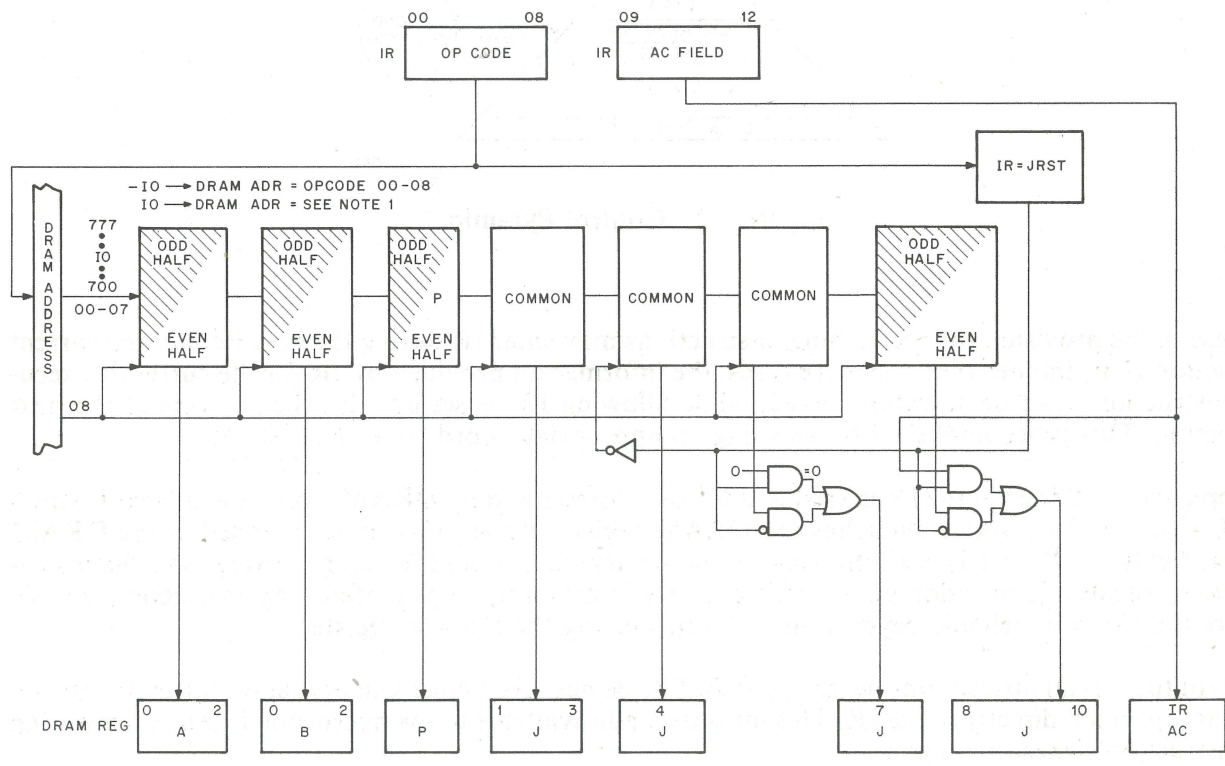 00 08
09 12
IR OP CODE
IR AC FIELD
IR = JRST
-IO → DRAM ADR = OPCODE 00-08
IO → DRAM ADR = SEE NOTE 1
DRAM ADDRESS
777
IO
700
00-07
ODD HALF
EVEN HALF
ODD HALF
EVEN HALF
ODD HALF
P
EVEN HALF
COMMON
COMMON
COMMON
ODD HALF
EVEN HALF
08
0 =0
DRAM REG
0 2
A
0 2
B
P
1 3
J
4
J
7
J
8 10
J
IR
AC